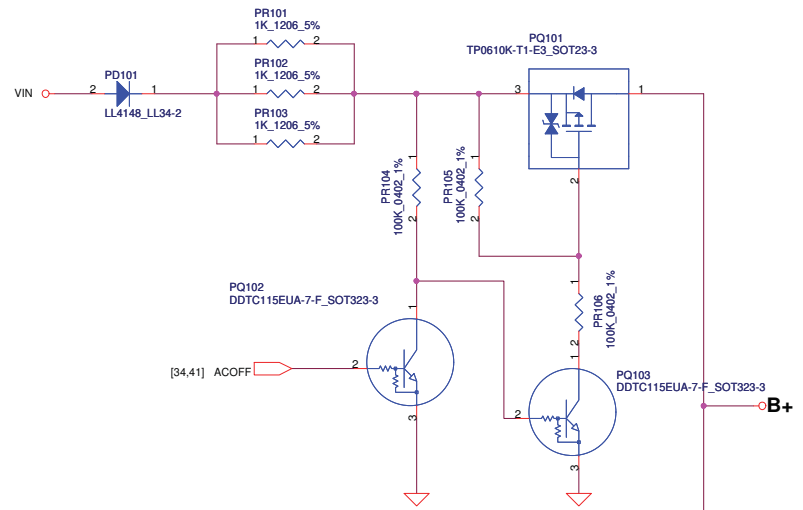 PR101
1K_1206_5%
1 2
PR102
1K_1206_5%
1 2
PR103
1K_1206_5%
1 2
VIN
2 PD101 1
LL4148_LL34-2
PQ101
TP0610K-T1-E3_SOT23-3
3 1
2
1
PR104
100K_0402_1%
2
1
PR105
100K_0402_1%
2
1
PR106
100K_0402_1%
2
PQ102
DDTC115EUA-7-F_SOT323-3
1
2
3
[34,41] ACOFF
PQ103
DDTC115EUA-7-F_SOT323-3
1
2
3
B+